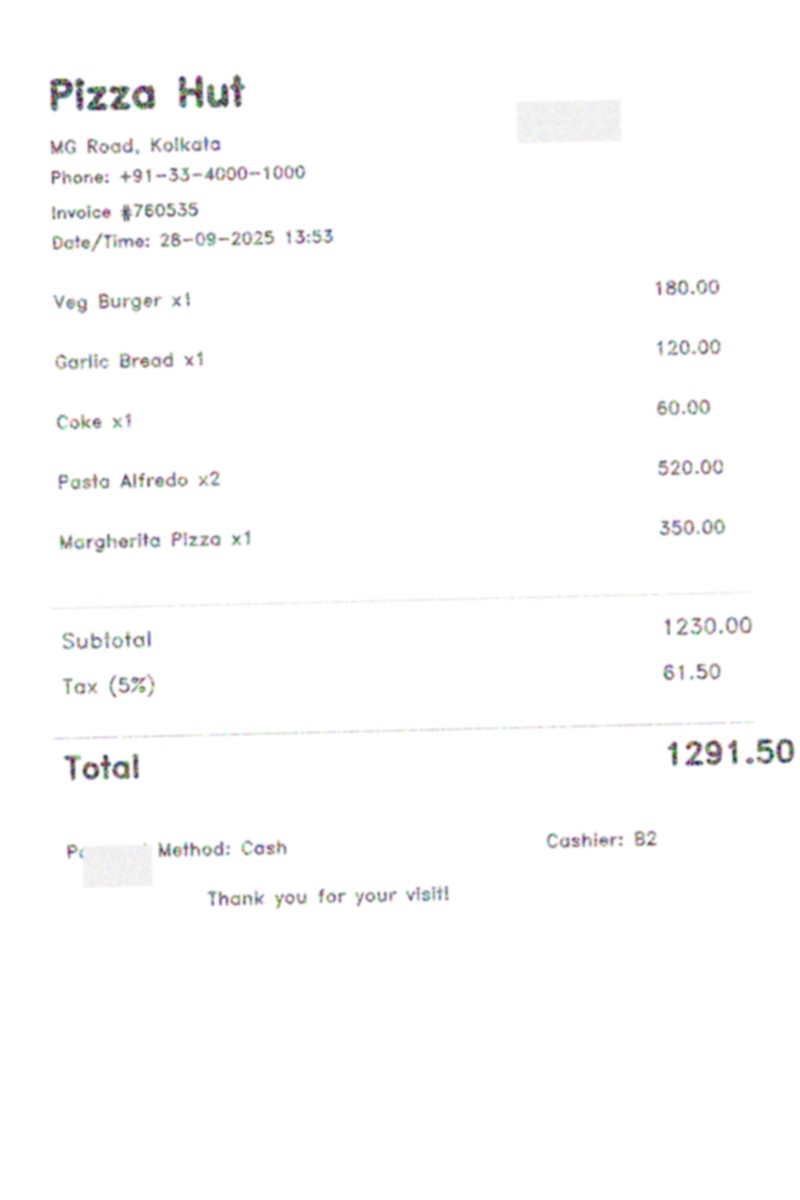 Pizza Hut
MG Road, Kolkata
Phone: +91-33-4000-1000
Invoice #760535
Date/Time: 28-09-2025 13:53
Veg Burger x1 180.00
Garlic Bread x1 120.00
Coke x1 60.00
Pasta Alfredo x2 520.00
Margherita Pizza x1 350.00
Subtotal 1230.00
Tax (5%) 61.50
Total 1291.50
Method: Cash Cashier: B2
Thank you for your visit!